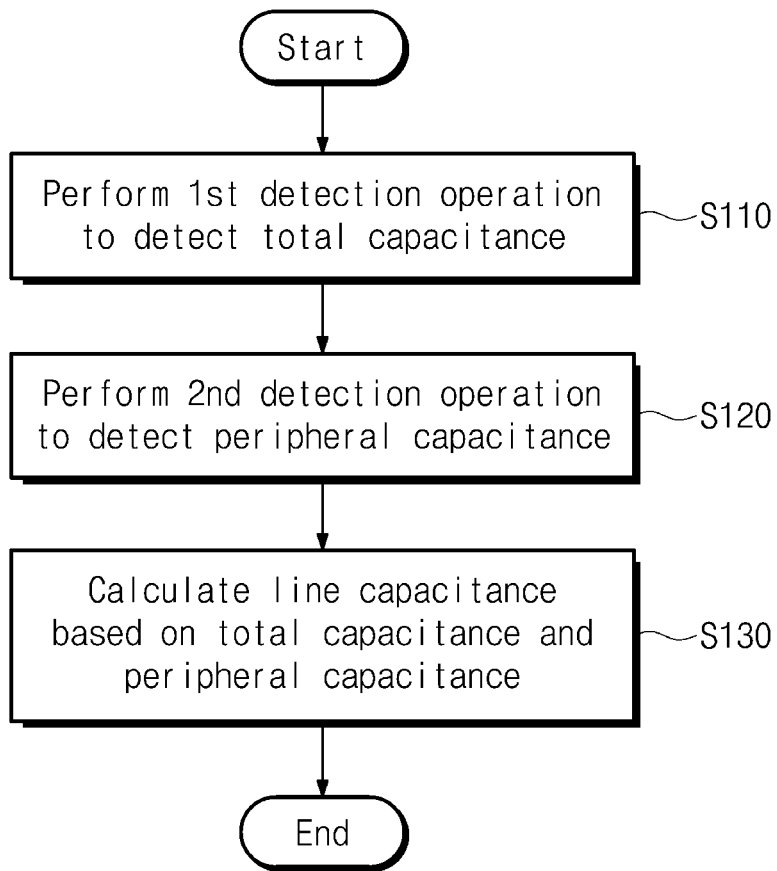 Start
Perform 1st detection operation
to detect total capacitance
S110
Perform 2nd detection operation
to detect peripheral capacitance
S120
Calculate line capacitance
based on total capacitance and
peripheral capacitance
S130
End